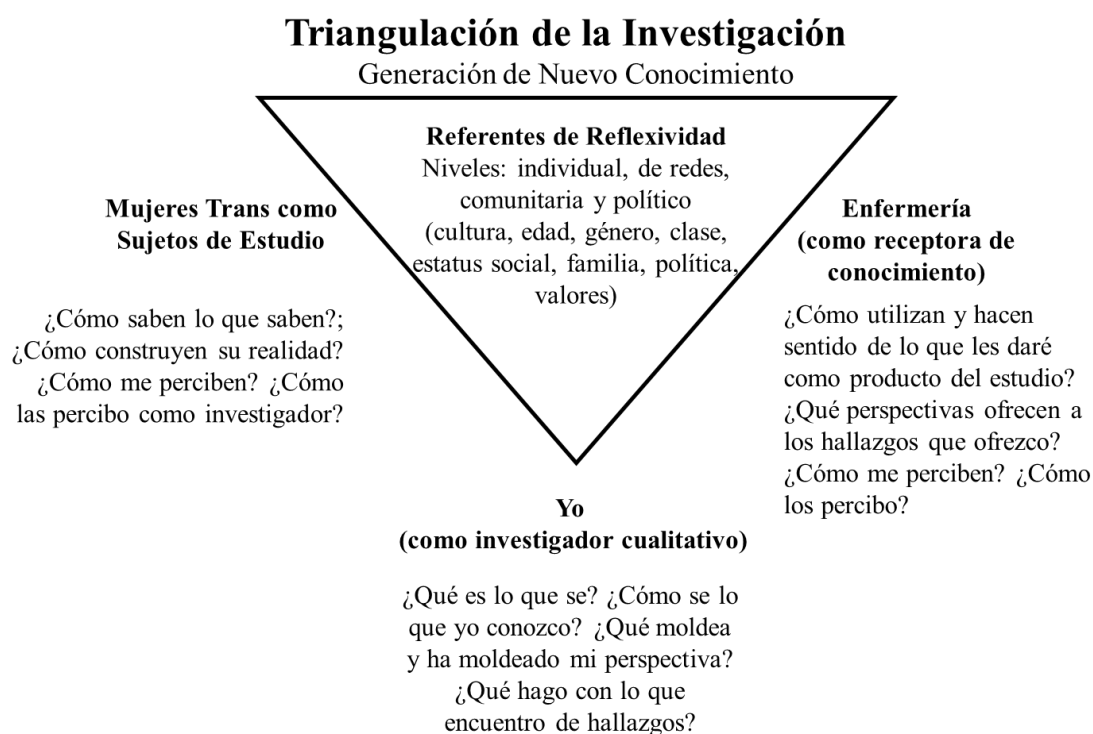 Triangulación de la Investigación
Generación de Nuevo Conocimiento
Referentes de Reflexividad
Niveles: individual, de redes,
comunitaria y político
(cultura, edad, género, clase,
estatus social, familia, política,
valores)
Mujeres Trans como
Sujetos de Estudio
¿Cómo saben lo que saben?;
¿Cómo construyen su realidad?
¿Cómo me perciben? ¿Cómo
las percibo como investigador?
Enfermería
(como receptora de
conocimiento)
¿Cómo utilizan y hacen
sentido de lo que les daré
como producto del estudio?
¿Qué perspectivas ofrecen a
los hallazgos que ofrezco?
¿Cómo me perciben? ¿Cómo
los percibo?
Yo
(como investigador cualitativo)
¿Qué es lo que se? ¿Cómo se lo
que yo conozco? ¿Qué moldea
y ha moldeado mi perspectiva?
¿Qué hago con lo que
encuentro de hallazgos?